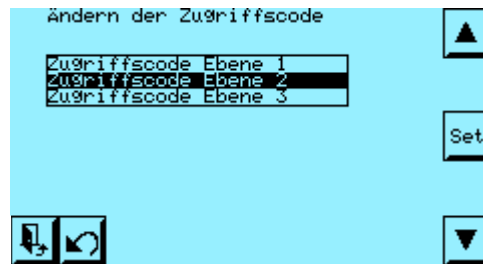 Ändern der Zugriffscode
Zugriffscode Ebene 1
Zugriffscode Ebene 2
Zugriffscode Ebene 3
Set